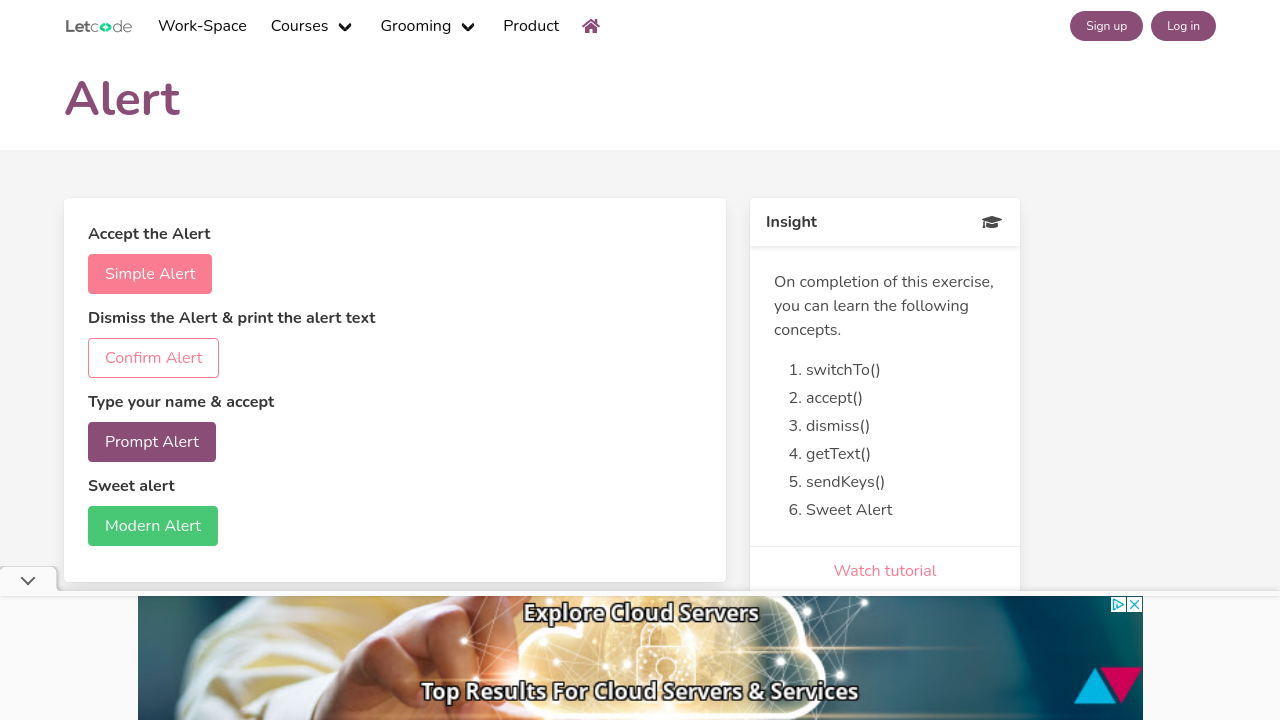 Letcode
Work-Space
Courses
Grooming
Product
Sign up
Log in
Alert
Accept the Alert
Simple Alert
Dismiss the Alert & print the alert text
Confirm Alert
Type your name & accept
Prompt Alert
Sweet alert
Modern Alert
Insight
On completion of this exercise,
you can learn the following
concepts.
1. switchTo()
2. accept()
3. dismiss()
4. getText()
5. sendKeys()
6. Sweet Alert
Watch tutorial
Explore Cloud Servers
Top Results For Cloud Servers & Services